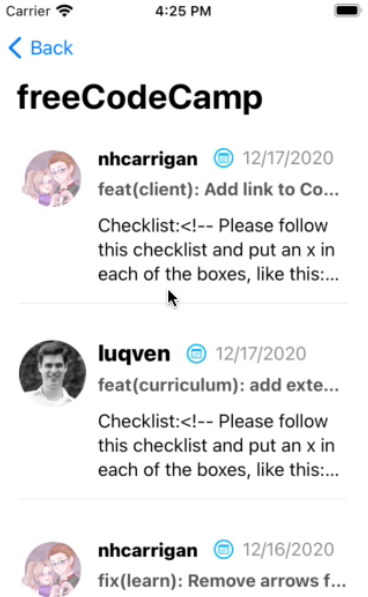 Carrier 4:25 PM
Back
freeCodeCamp
nhcarrigan 12/17/2020
feat(client): Add link to Co...
Checklist:<!-- Please follow
this checklist and put an x in
each of the boxes, like this:...
luqven 12/17/2020
feat(curriculum): add exte...
Checklist:<!-- Please follow
this checklist and put an x in
each of the boxes, like this:...
nhcarrigan 12/16/2020
fix(learn): Remove arrows f...